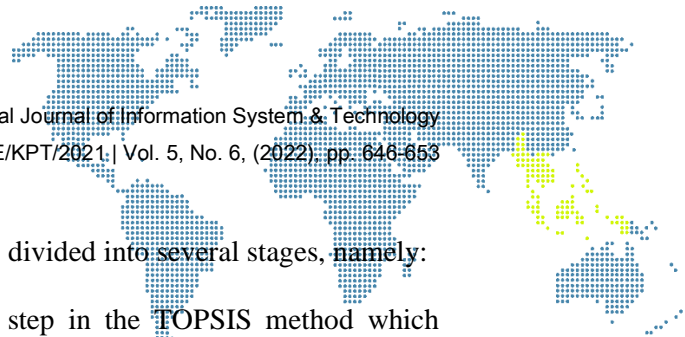 al Journal of Information System & Technology
E/KPT/2021 | Vol. 5, No. 6, (2022), pp. 646-653
divided into several stages, namely:
step in the TOPSIS method which